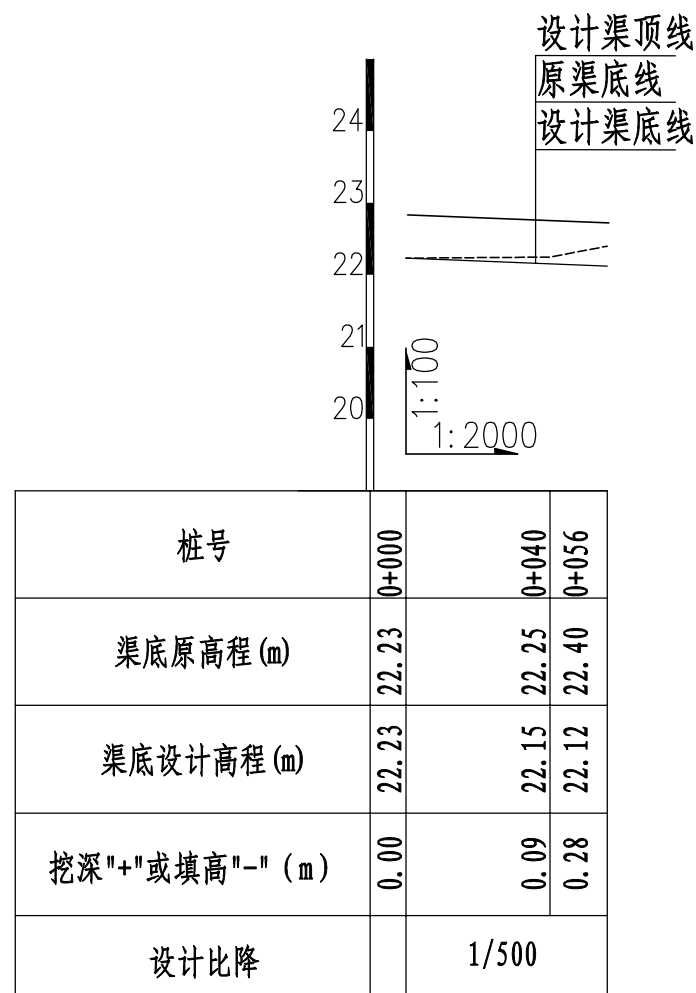 设计渠顶线
原渠底线
设计渠底线
24
23
22
21
20
1:100
1:2000
桩号 0+000 0+040 0+056
渠底原高程(m) 22.23 22.25 22.40
渠底设计高程(m) 22.23 22.15 22.12
挖深"+"或填高"-"(m) 0.00 0.09 0.28
设计比降 1/500